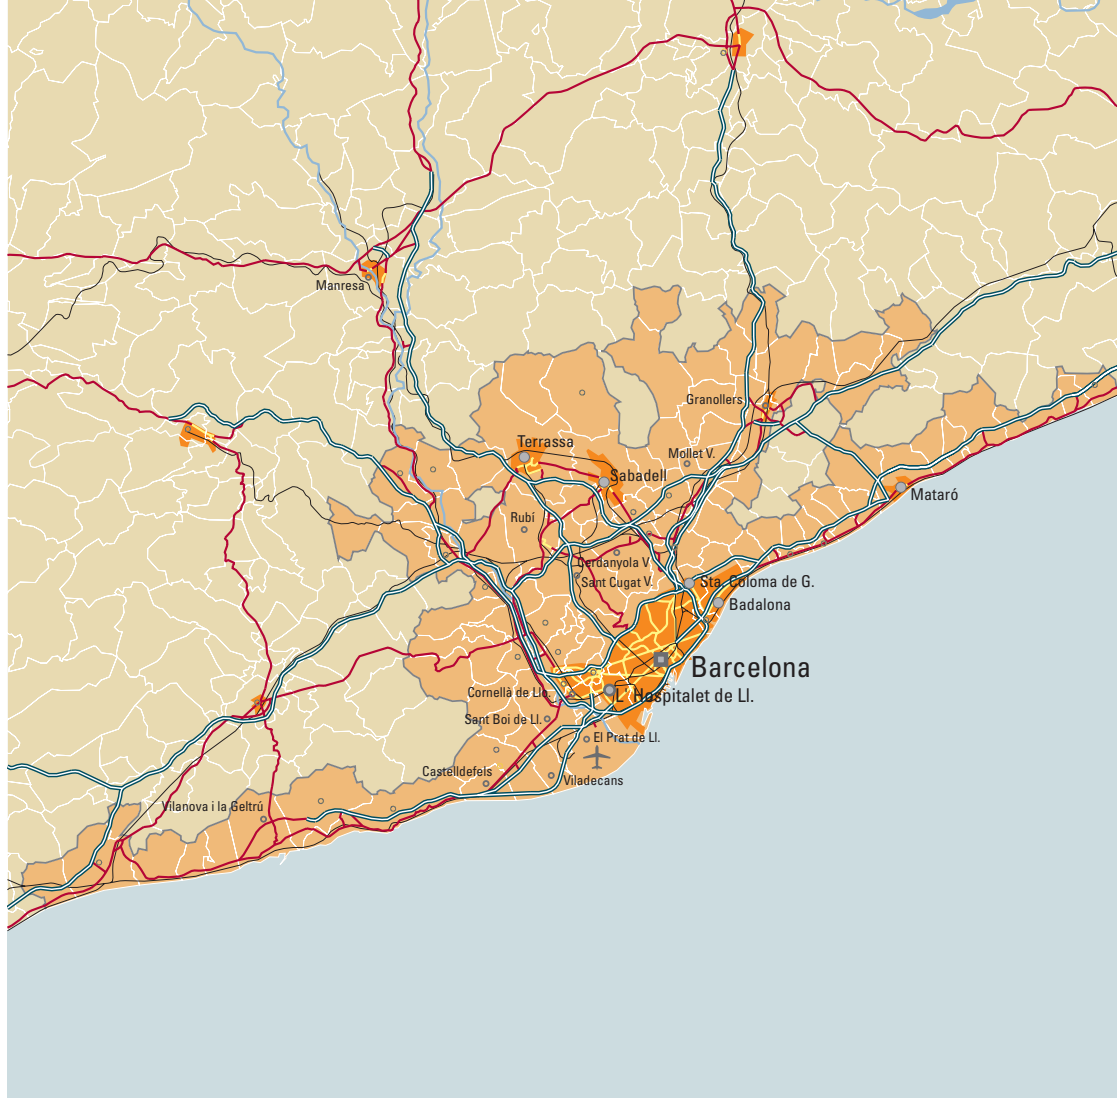 Manresa
Granollers
Terrassa
Mollet V.
Sabadell
Mataró
Rubí
Cerdanyola V
Sant Cugat V.
Sta. Coloma de G.
Badalona
Barcelona
Cornellà de Llo.
L' Hospitalet de Ll.
Sant Boi de Ll.
El Prat de Ll.
Castelldefels
Viladecans
Vilanova i la Geltrú